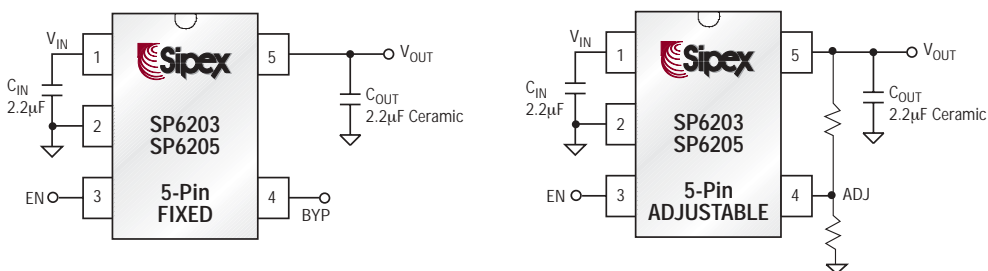 V_IN
1
Sipex
5
V_OUT
C_IN
2.2µF
C_OUT
2.2µF Ceramic
2
SP6203
SP6205
EN
3
5-Pin
FIXED
4
BYP
V_IN
1
Sipex
5
V_OUT
C_IN
2.2µF
C_OUT
2.2µF Ceramic
2
SP6203
SP6205
EN
3
5-Pin
ADJUSTABLE
4
ADJ